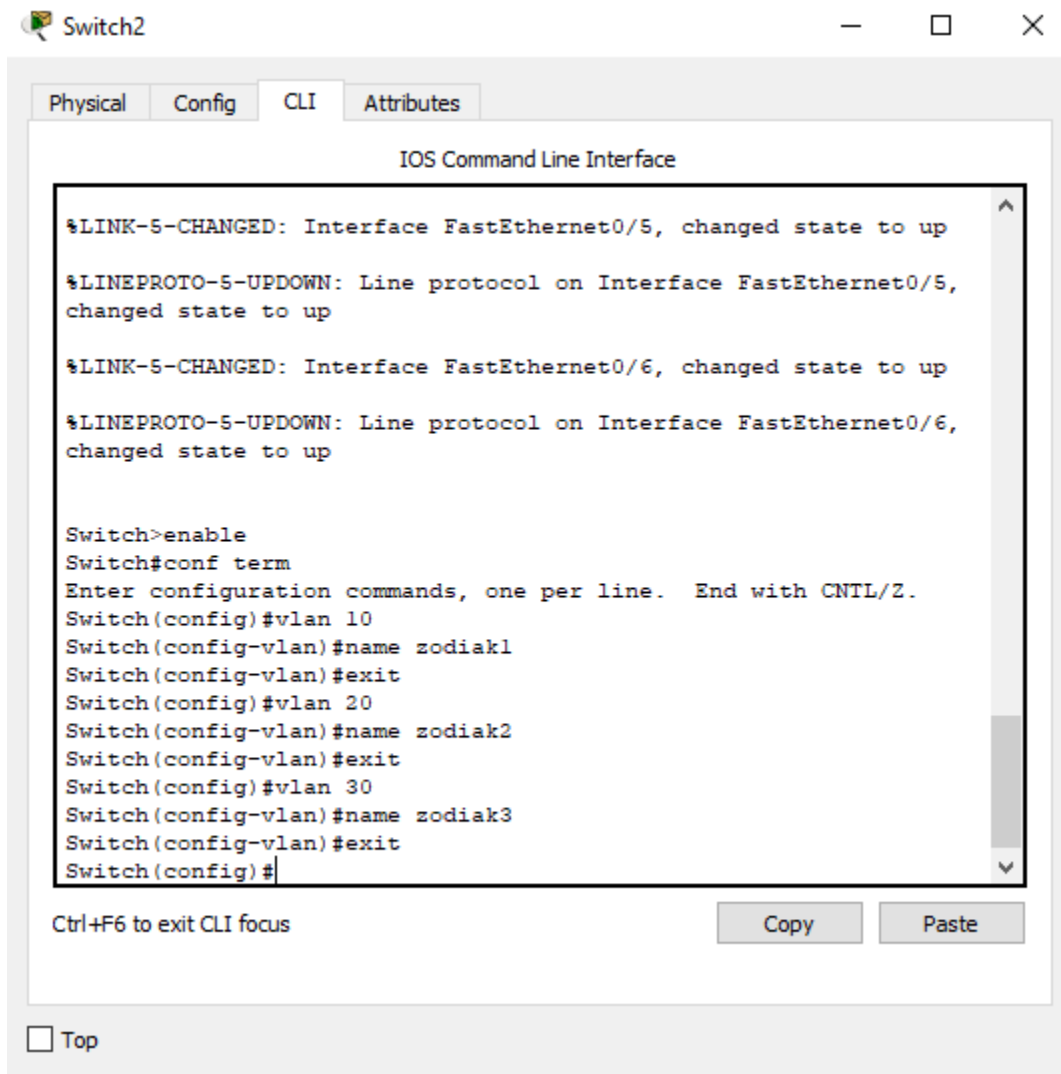 Switch2
Physical Config CLI Attributes
IOS Command Line Interface
%LINK-5-CHANGED: Interface FastEthernet0/5, changed state to up
%LINEPROTO-5-UPDOWN: Line protocol on Interface FastEthernet0/5,
changed state to up
%LINK-5-CHANGED: Interface FastEthernet0/6, changed state to up
%LINEPROTO-5-UPDOWN: Line protocol on Interface FastEthernet0/6,
changed state to up
Switch>enable
Switch#conf term
Enter configuration commands, one per line.  End with CNTL/Z.
Switch(config)#vlan 10
Switch(config-vlan)#name zodiak1
Switch(config-vlan)#exit
Switch(config)#vlan 20
Switch(config-vlan)#name zodiak2
Switch(config-vlan)#exit
Switch(config)#vlan 30
Switch(config-vlan)#name zodiak3
Switch(config-vlan)#exit
Switch(config)#
Ctrl+F6 to exit CLI focus Copy Paste
Top